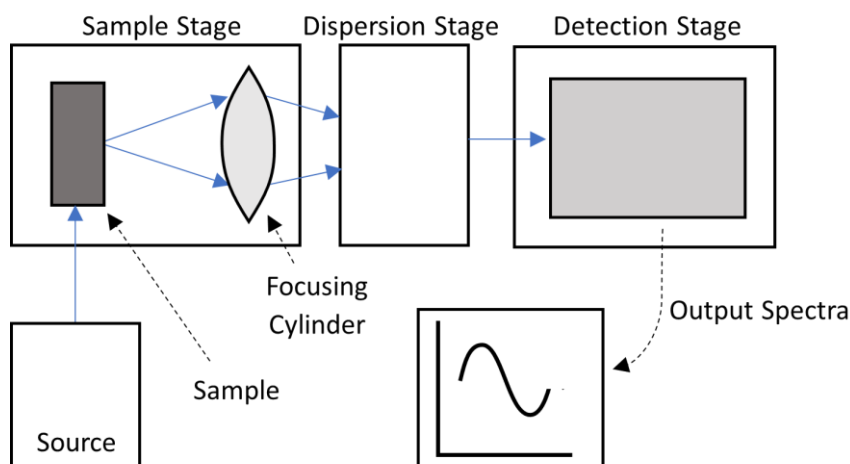 Sample Stage
Dispersion Stage
Detection Stage
Focusing
Cylinder
Output Spectra
Sample
Source